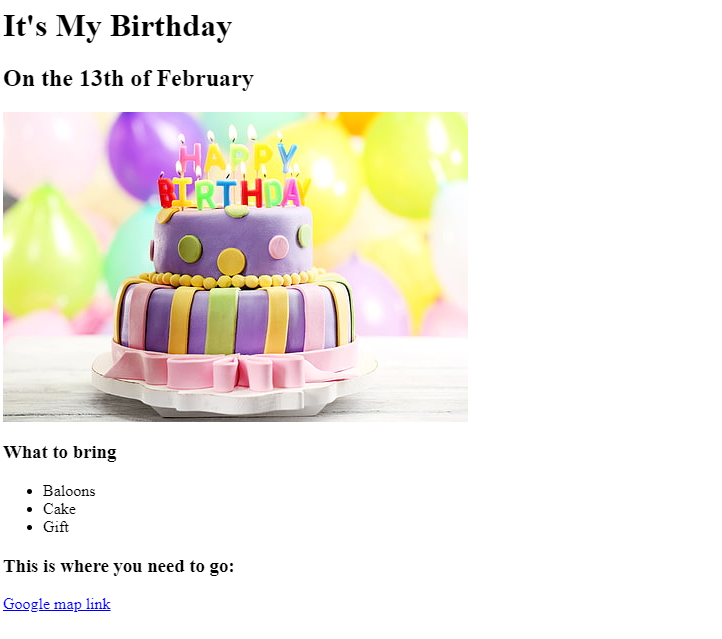 It's My Birthday
On the 13th of February
HAPPY
BIRTHDAY
What to bring
Baloons
Cake
Gift
This is where you need to go:
Google map link